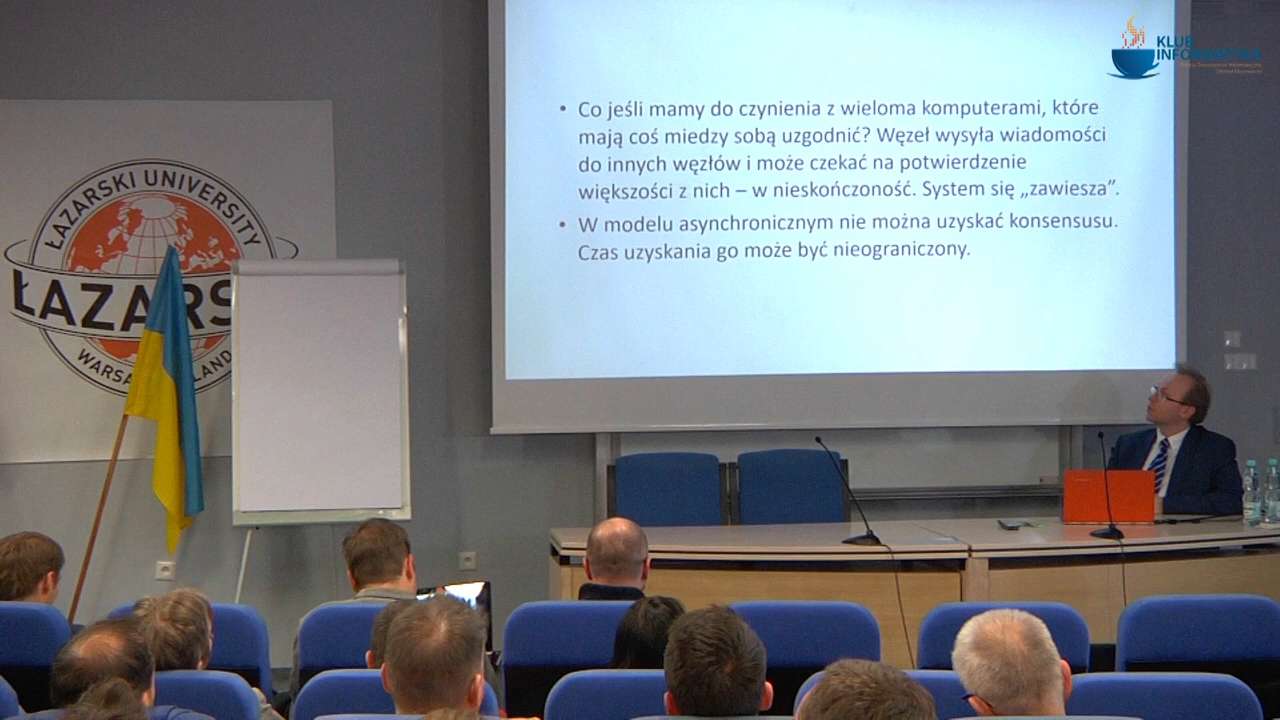 KLUB
INFORMATYKA
• Co jeśli mamy do czynienia z wieloma komputerami, które
mają coś miedzy sobą uzgodnić? Węzeł wysyła wiadomości
do innych węzłów i może czekać na potwierdzenie
większości z nich – w nieskończoność. System się „zawiesza”.
• W modelu asynchronicznym nie można uzyskać konsensusu.
Czas uzyskania go może być nieograniczony.
ŁAZARSKI UNIVERSITY
ŁAZARS
WARSA LAND